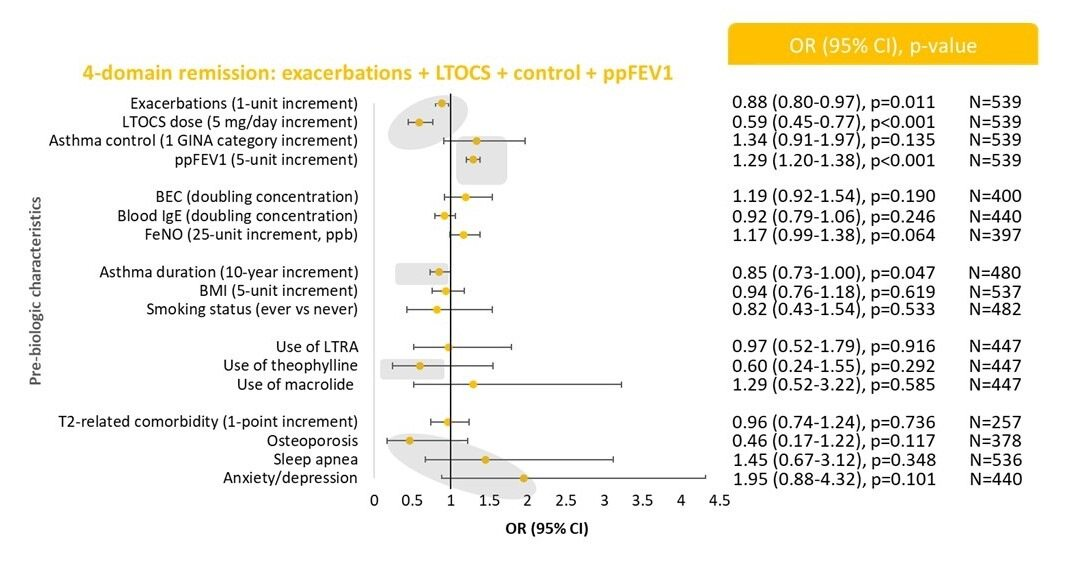 OR (95% CI), p-value
4-domain remission: exacerbations + LTOCS + control + ppFEV1
Pre-biologic characteristics
Exacerbations (1-unit increment) 0.88 (0.80-0.97), p=0.011 N=539
LTOCS dose (5 mg/day increment) 0.59 (0.45-0.77), p<0.001 N=539
Asthma control (1 GINA category increment) 1.34 (0.91-1.97), p=0.135 N=539
ppFEV1 (5-unit increment) 1.29 (1.20-1.38), p<0.001 N=539
BEC (doubling concentration) 1.19 (0.92-1.54), p=0.190 N=400
Blood IgE (doubling concentration) 0.92 (0.79-1.06), p=0.246 N=440
FeNO (25-unit increment, ppb) 1.17 (0.99-1.38), p=0.064 N=397
Asthma duration (10-year increment) 0.85 (0.73-1.00), p=0.047 N=480
BMI (5-unit increment) 0.94 (0.76-1.18), p=0.619 N=537
Smoking status (ever vs never) 0.82 (0.43-1.54), p=0.533 N=482
Use of LTRA 0.97 (0.52-1.79), p=0.916 N=447
Use of theophylline 0.60 (0.24-1.55), p=0.292 N=447
Use of macrolide 1.29 (0.52-3.22), p=0.585 N=447
T2-related comorbidity (1-point increment) 0.96 (0.74-1.24), p=0.736 N=257
Osteoporosis 0.46 (0.17-1.22), p=0.117 N=378
Sleep apnea 1.45 (0.67-3.12), p=0.348 N=536
Anxiety/depression 1.95 (0.88-4.32), p=0.101 N=440
0 0.5 1 1.5 2 2.5 3 3.5 4 4.5
OR (95% CI)